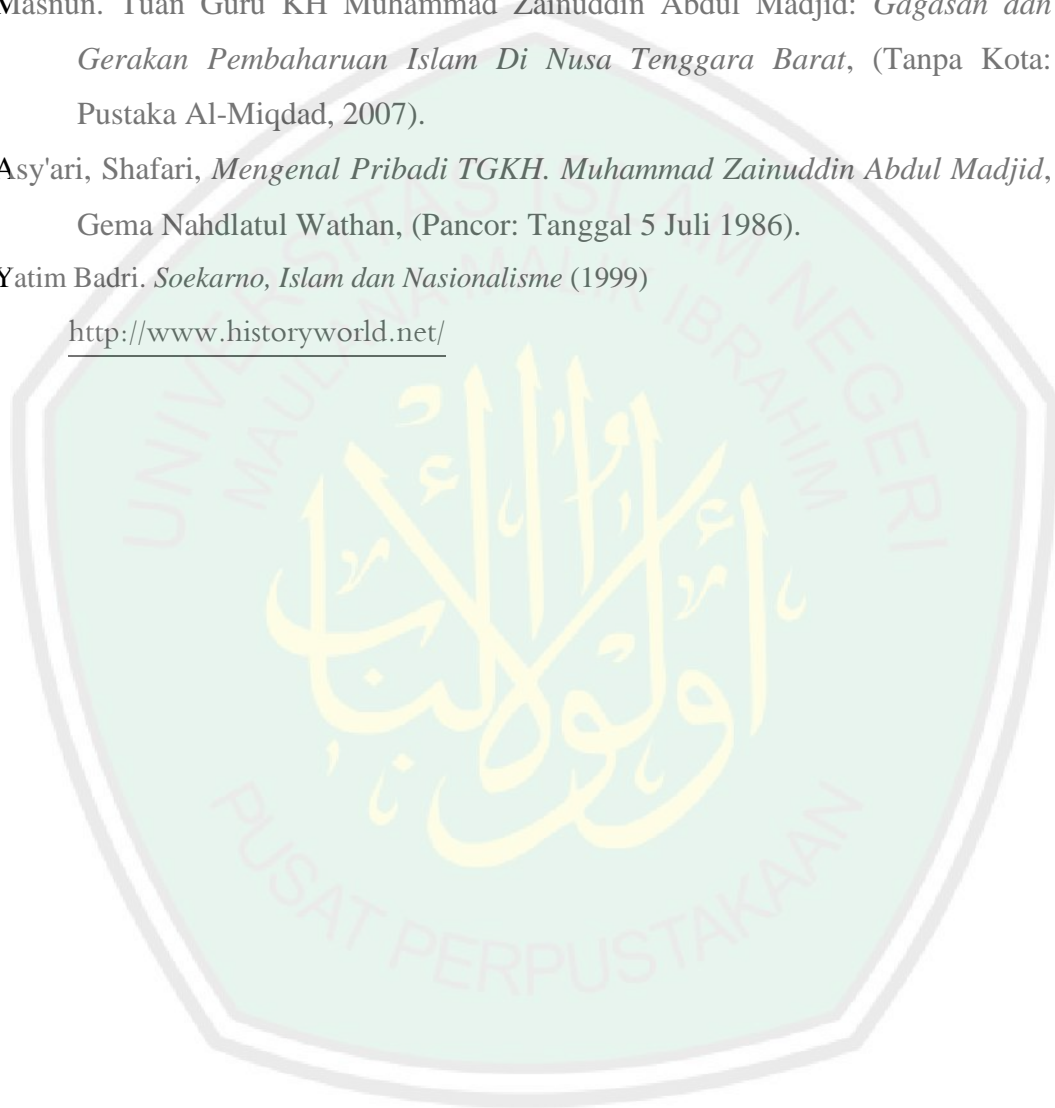 Masnun. Tuan Guru KH Muhammad Zainuddin Abdul Madjid: Gagasan dan
Gerakan Pembaharuan Islam Di Nusa Tenggara Barat, (Tanpa Kota:
Pustaka Al-Miqdad, 2007).
Asy'ari, Shafari, Mengenal Pribadi TGKH. Muhammad Zainuddin Abdul Madjid,
Gema Nahdlatul Wathan, (Pancor: Tanggal 5 Juli 1986).
Yatim Badri. Soekarno, Islam dan Nasionalisme (1999)
http://www.historyworld.net/
UNIVERSITAS ISLAM NEGERI
MAULANA MALIK IBRAHIM
أولوا الألباب
PUSAT PERPUSTAKAAN